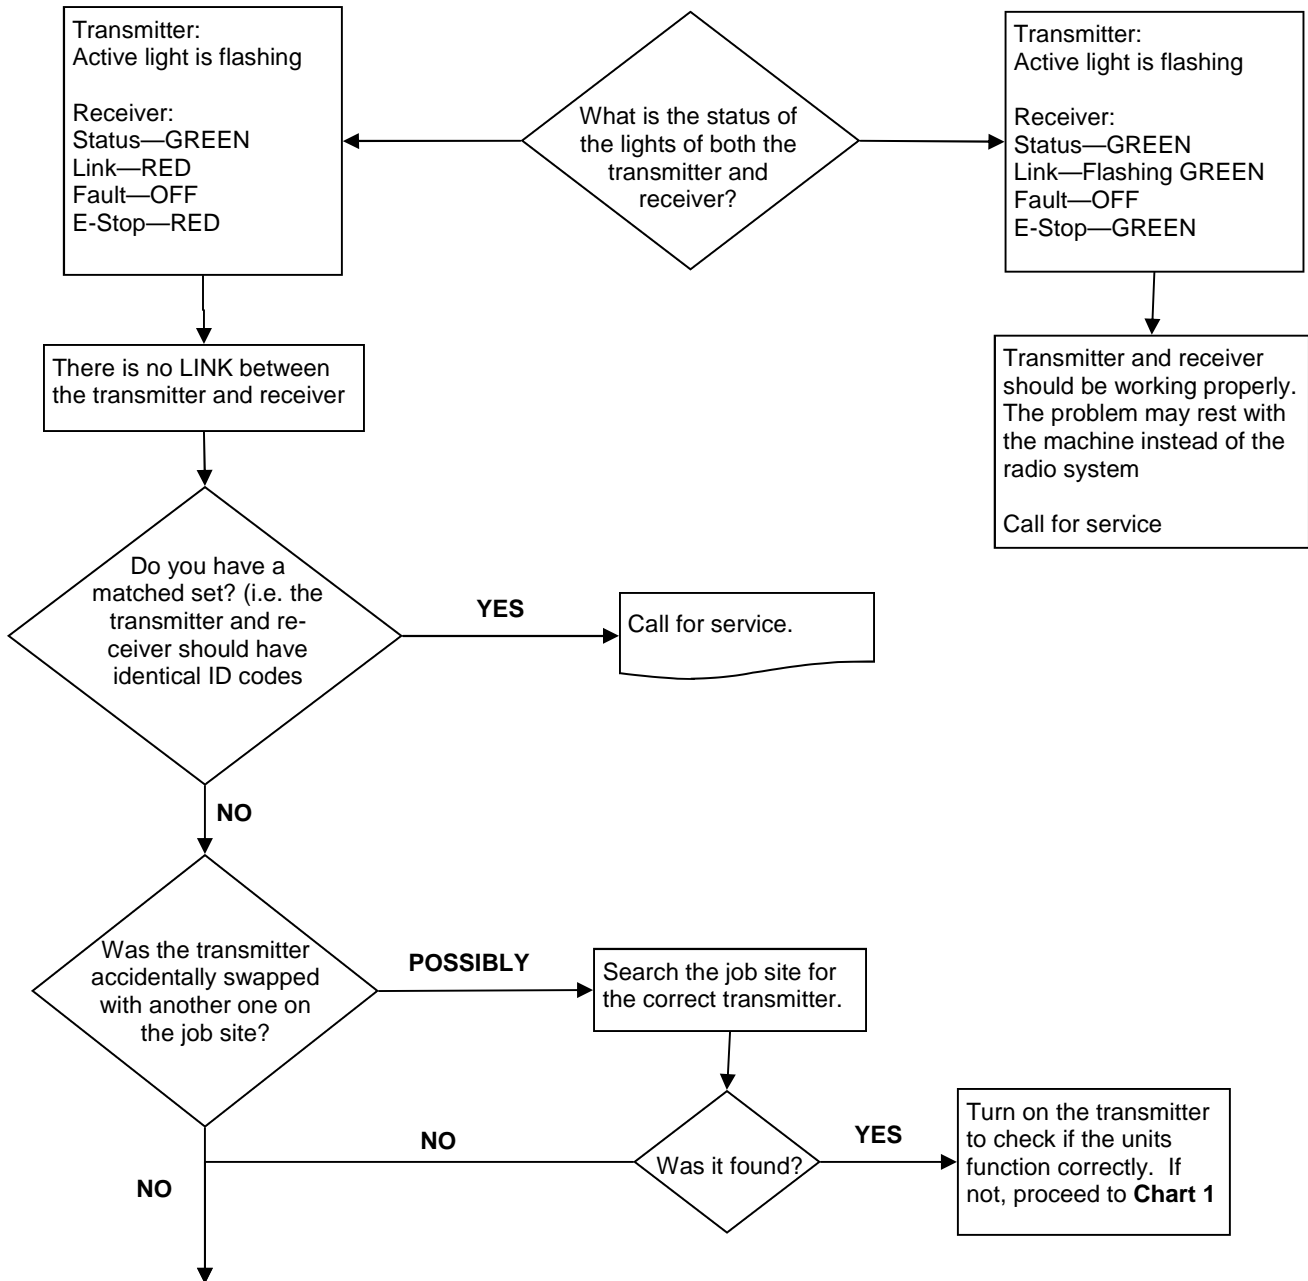 Transmitter:
Active light is flashing
Receiver:
Status—GREEN
Link—RED
Fault—OFF
E-Stop—RED
What is the status of
the lights of both the
transmitter and
receiver?
Transmitter:
Active light is flashing
Receiver:
Status—GREEN
Link—Flashing GREEN
Fault—OFF
E-Stop—GREEN
There is no LINK between
the transmitter and receiver
Transmitter and receiver
should be working properly.
The problem may rest with
the machine instead of the
radio system
Call for service
Do you have a
matched set? (i.e. the
transmitter and re-
ceiver should have
identical ID codes
YES
Call for service.
NO
Was the transmitter
accidentally swapped
with another one on
the job site?
POSSIBLY
Search the job site for
the correct transmitter.
Was it found?
YES
Turn on the transmitter
to check if the units
function correctly.  If
not, proceed to Chart 1
NO
NO